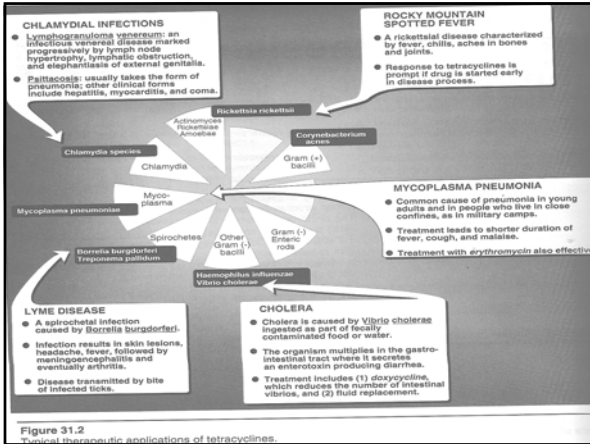 CHLAMYDIAL INFECTIONS
● Lymphogranuloma venereum: an
infectious venereal disease marked
progressively by lymph node
hypertrophy, lymphatic obstruction,
and elephantiasis of external genitalia.
● Psittacosis: usually takes the form of
pneumonia; other clinical forms
include hepatitis, myocarditis, and coma.
ROCKY MOUNTAIN
SPOTTED FEVER
● A rickettsial disease characterized
by fever, chills, aches in bones
and joints.
● Response to tetracyclines is
prompt if drug is started early
in disease process.
Rickettsia rickettsii
Actinomyces
Rickettsiae
Amoebae
Corynebacterium
acnes
Gram (+)
bacilli
Chlamydia species
Chlamydia
Myco-
plasma
Mycoplasma pneumoniae
Spirochetes
Other
Gram (-)
bacilli
Gram (-)
Enteric
rods
Borrelia burgdorferi
Treponema pallidum
Haemophilus influenzae
Vibrio cholerae
MYCOPLASMA PNEUMONIA
● Common cause of pneumonia in young
adults and in people who live in close
confines, as in military camps.
● Treatment leads to shorter duration of
fever, cough, and malaise.
● Treatment with erythromycin also effective
LYME DISEASE
● A spirochetal infection
caused by Borrelia burgdorferi.
● Infection results in skin lesions,
headache, fever, followed by
meningoencephalitis and
eventually arthritis.
● Disease transmitted by bite
of infected ticks.
CHOLERA
● Cholera is caused by Vibrio cholerae
ingested as part of fecally
contaminated food or water.
● The organism multiplies in the gastro-
intestinal tract where it secretes
an enterotoxin producing diarrhea.
● Treatment includes (1) doxycycline,
which reduces the number of intestinal
vibrios, and (2) fluid replacement.
Figure 31.2
Typical therapeutic applications of tetracyclines.